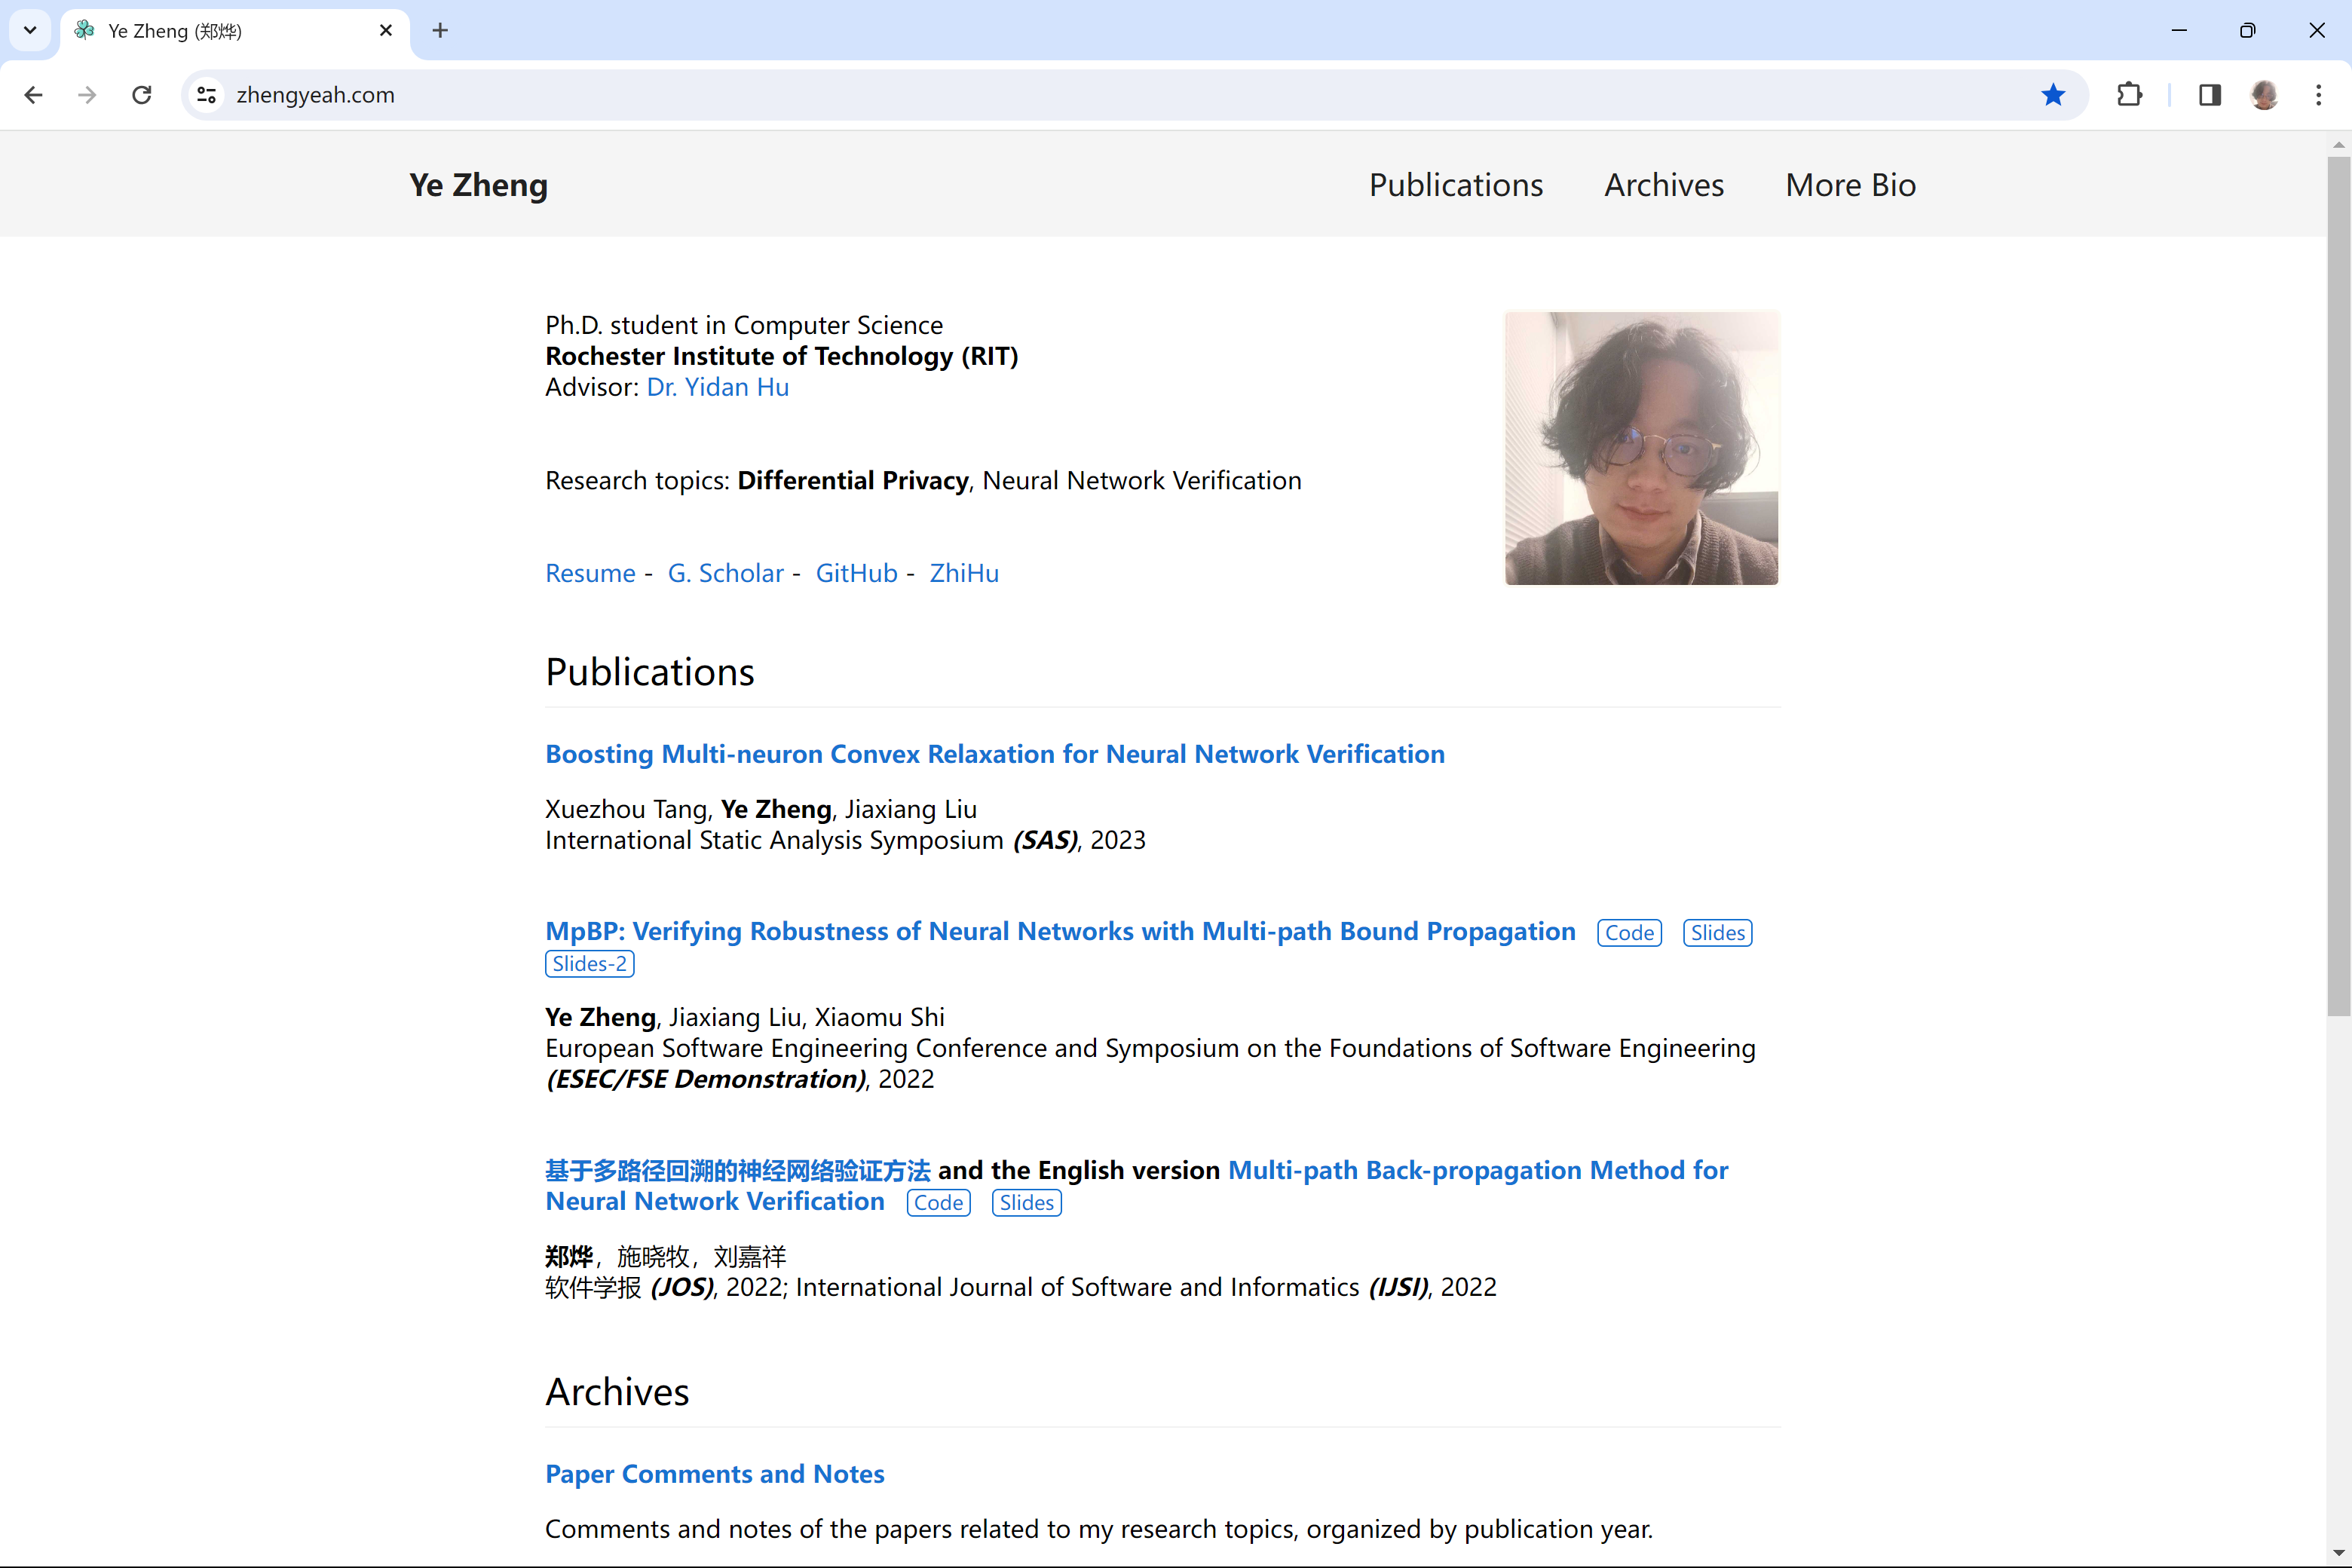 Ye Zheng (郑烨)
zhengyeah.com
Ye Zheng
Publications
Archives
More Bio
Ph.D. student in Computer Science
Rochester Institute of Technology (RIT)
Advisor: Dr. Yidan Hu
Research topics: Differential Privacy, Neural Network Verification
Resume - G. Scholar - GitHub - ZhiHu
Publications
Boosting Multi-neuron Convex Relaxation for Neural Network Verification
Xuezhou Tang, Ye Zheng, Jiaxiang Liu
International Static Analysis Symposium (SAS), 2023
MpBP: Verifying Robustness of Neural Networks with Multi-path Bound Propagation Code Slides
Slides-2
Ye Zheng, Jiaxiang Liu, Xiaomu Shi
European Software Engineering Conference and Symposium on the Foundations of Software Engineering
(ESEC/FSE Demonstration), 2022
基于多路径回溯的神经网络验证方法 and the English version Multi-path Back-propagation Method for
Neural Network Verification Code Slides
郑烨，施晓牧，刘嘉祥
软件学报 (JOS), 2022; International Journal of Software and Informatics (IJSI), 2022
Archives
Paper Comments and Notes
Comments and notes of the papers related to my research topics, organized by publication year.